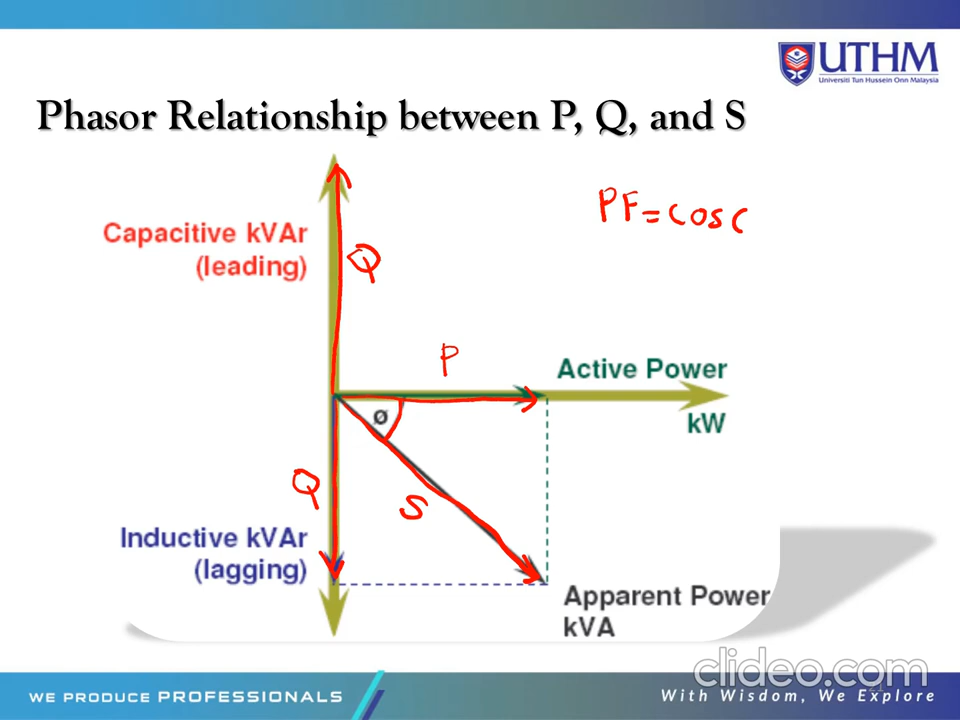 UTHM
Universiti Tun Hussein Onn Malaysia
Phasor Relationship between P, Q, and S
PF=cos(
Capacitive kVAr
(leading)
Q
P
Active Power
kW
ø
Q
S
Inductive kVAr
(lagging)
Apparent Power
kVA
clideo.com
21
WE PRODUCE PROFESSIONALS
With Wisdom, We Explore